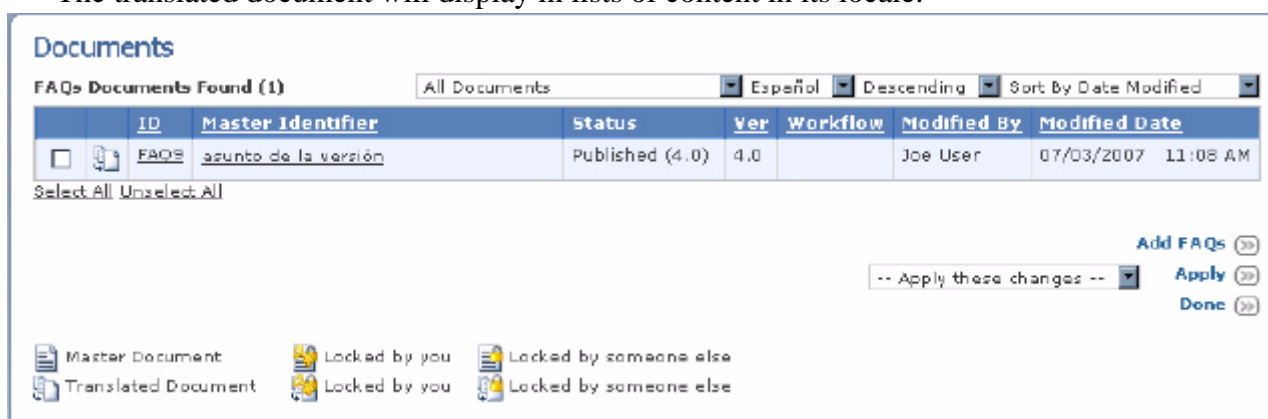 The translated document will display in lists of content in its locale.
Documents
FAQs Documents Found (1) All Documents Español Descending Sort By Date Modified
ID Master Identifier Status Ver Workflow Modified By Modified Date
FAQ9 asunto de la versión Published (4.0) 4.0 Joe User 07/03/2007 11:08 AM
Select All Unselect All
Add FAQs
-- Apply these changes -- Apply
Done
Master Document Locked by you Locked by someone else
Translated Document Locked by you Locked by someone else